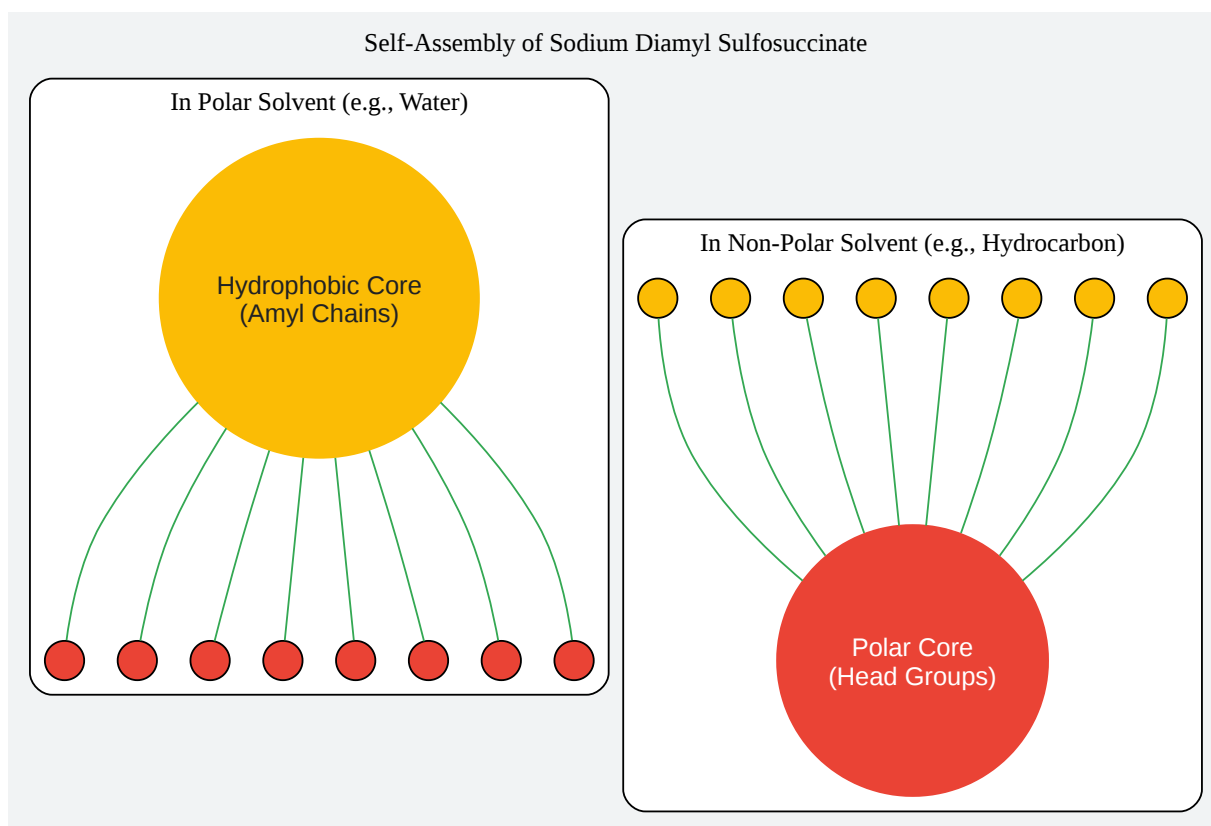 Self-Assembly of Sodium Diamyl Sulfosuccinate
In Polar Solvent (e.g., Water)
Hydrophobic Core
(Amyl Chains)
In Non-Polar Solvent (e.g., Hydrocarbon)
Polar Core
(Head Groups)